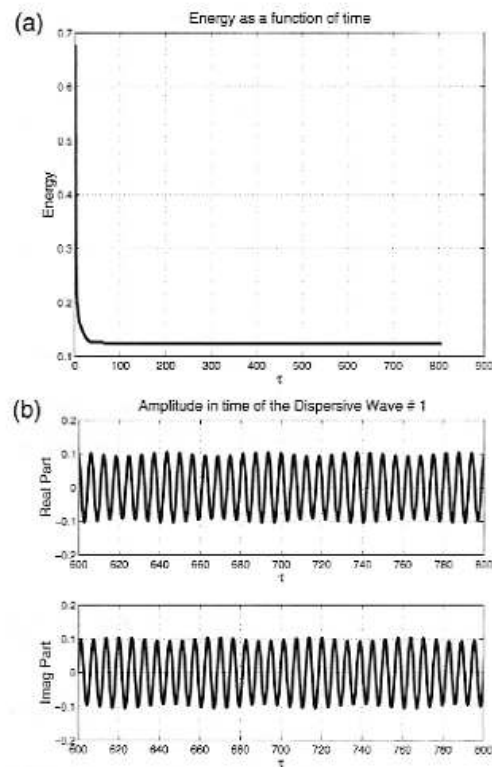 (a)
Energy as a function of time
0.7
0.6
0.5
0.4
0.3
0.2
0.1
Energy
0 100 200 300 400 500 600 700 800 900
τ
(b)
Amplitude in time of the Dispersive Wave # 1
0.2
0.1
0
-0.1
-0.2
Real Part
600 620 640 660 680 700 720 740 760 780 800
τ
0.2
0.1
0
-0.1
-0.2
Imag Part
600 620 640 660 680 700 720 740 760 780 800
τ